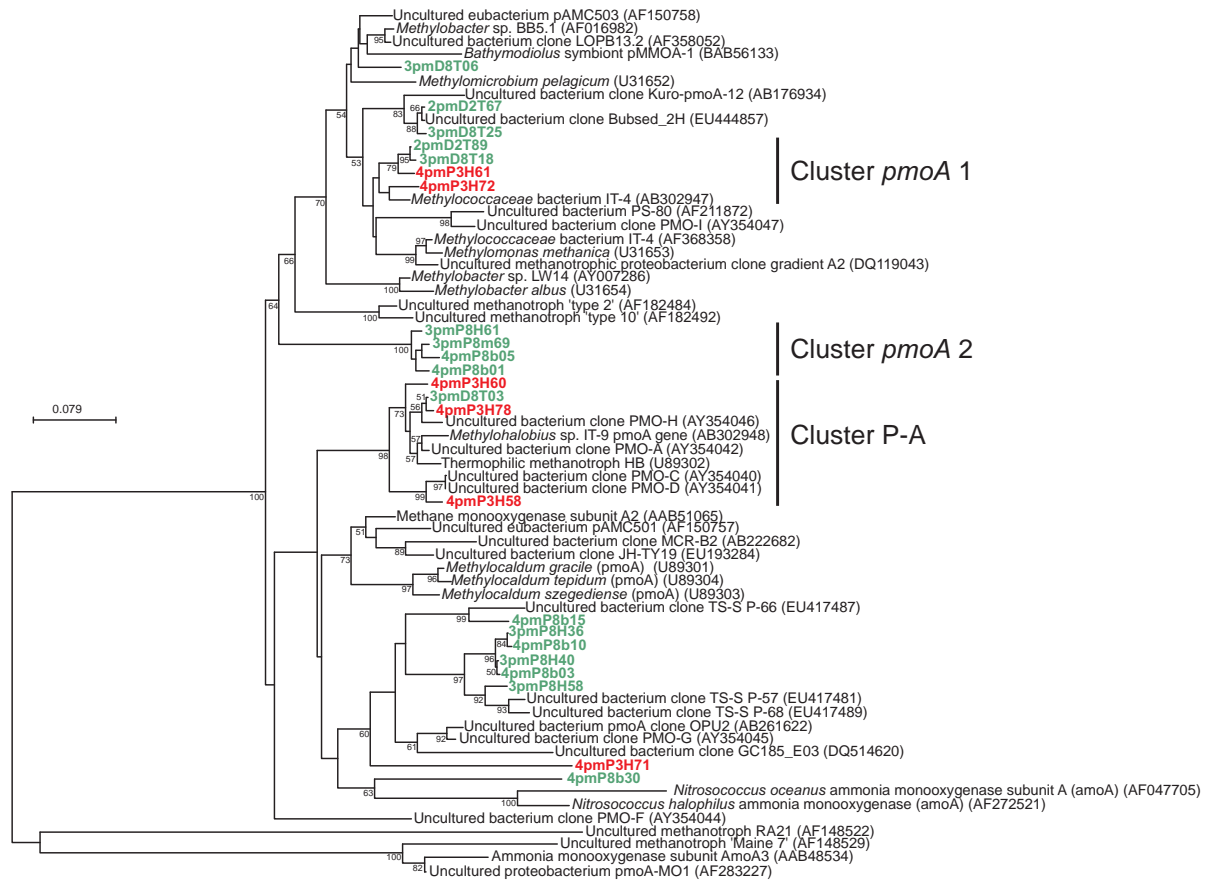 Uncultured eubacterium pAMC503 (AF150758)
Methylobacter sp. BB5.1 (AF016982)
95
Uncultured bacterium clone LOPB13.2 (AF358052)
Bathymodiolus symbiont pMMOA-1 (BAB56133)
3pmD8T06
Methylomicrobium pelagicum (U31652)
Uncultured bacterium clone Kuro-pmoA-12 (AB176934)
54
83
66
2pmD2T67
Uncultured bacterium clone Bubsed_2H (EU444857)
88
3pmD8T25
2pmD2T89
53
95
3pmD8T18
79
4pmP3H61
Cluster pmoA 1
4pmP3H72
Methylococcaceae bacterium IT-4 (AB302947)
70
Uncultured bacterium PS-80 (AF211872)
98
Uncultured bacterium clone PMO-I (AY354047)
97
Methylococcaceae bacterium IT-4 (AF368358)
Methylomonas methanica (U31653)
66
99
Uncultured methanotrophic proteobacterium clone gradient A2 (DQ119043)
Methylobacter sp. LW14 (AY007286)
100
Methylobacter albus (U31654)
64
Uncultured methanotroph 'type 2' (AF182484)
100
Uncultured methanotroph 'type 10' (AF182492)
3pmP8H61
3pmP8m69
100
4pmP8b05
Cluster pmoA 2
4pmP8b01
4pmP3H60
51
3pmD8T03
0.079
73
56
4pmP3H78
Uncultured bacterium clone PMO-H (AY354046)
Cluster P-A
57
Methylohalobius sp. IT-9 pmoA gene (AB302948)
Uncultured bacterium clone PMO-A (AY354042)
98
57
Thermophilic methanotroph HB (U89302)
Uncultured bacterium clone PMO-C (AY354040)
97
Uncultured bacterium clone PMO-D (AY354041)
100
99
4pmP3H58
Methane monooxygenase subunit A2 (AAB51065)
51
Uncultured eubacterium pAMC501 (AF150757)
Uncultured bacterium clone MCR-B2 (AB222682)
73
89
Uncultured bacterium clone JH-TY19 (EU193284)
Methylocaldum gracile (pmoA) (U89301)
96
Methylocaldum tepidum (pmoA) (U89304)
97
Methylocaldum szegediense (pmoA) (U89303)
Uncultured bacterium clone TS-S P-66 (EU417487)
99
4pmP8b15
3pmP8H36
84
4pmP8b10
96
3pmP8H40
97
50
4pmP8b03
3pmP8H58
92
Uncultured bacterium clone TS-S P-57 (EU417481)
93
Uncultured bacterium clone TS-S P-68 (EU417489)
Uncultured bacterium pmoA clone OPU2 (AB261622)
60
92
Uncultured bacterium clone PMO-G (AY354045)
61
Uncultured bacterium clone GC185_E03 (DQ514620)
4pmP3H71
4pmP8b30
63
Nitrosococcus oceanus ammonia monooxygenase subunit A (amoA) (AF047705)
100
Nitrosococcus halophilus ammonia monooxygenase (amoA) (AF272521)
Uncultured bacterium clone PMO-F (AY354044)
Uncultured methanotroph RA21 (AF148522)
Uncultured methanotroph 'Maine 7' (AF148529)
100
Ammonia monooxygenase subunit AmoA3 (AAB48534)
82
Uncultured proteobacterium pmoA-MO1 (AF283227)